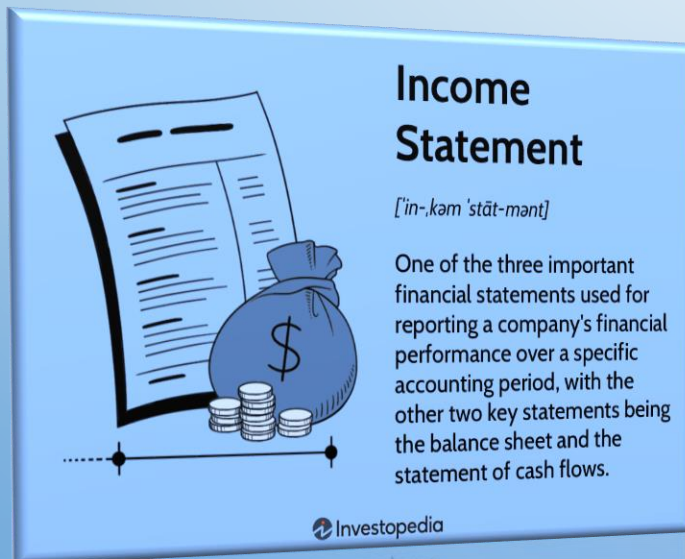 Income
Statement
['in-,kəm 'stāt-mənt]
One of the three important
financial statements used for
reporting a company's financial
performance over a specific
accounting period, with the
other two key statements being
the balance sheet and the
statement of cash flows.
$
Investopedia